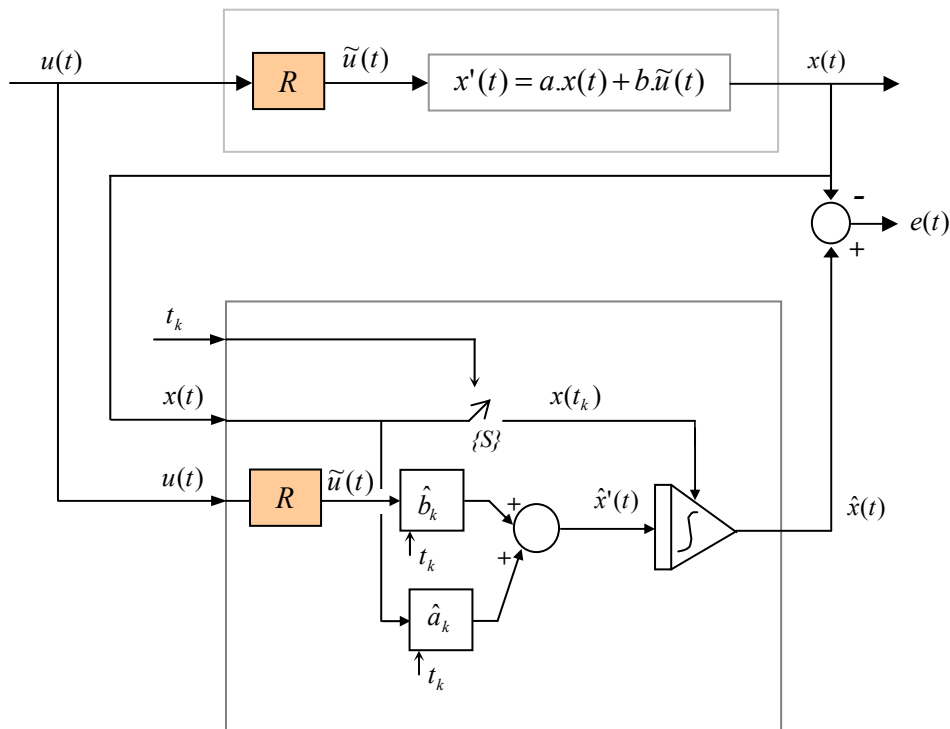 u(t)
R
ũ(t)
x'(t) = a.x(t) + b.ũ(t)
x(t)
-
e(t)
+
t_k
x(t)
{S}
x(t_k)
u(t)
R
ũ(t)
b̂_k
t_k
+
+
x̂'(t)
∫
x̂(t)
â_k
t_k